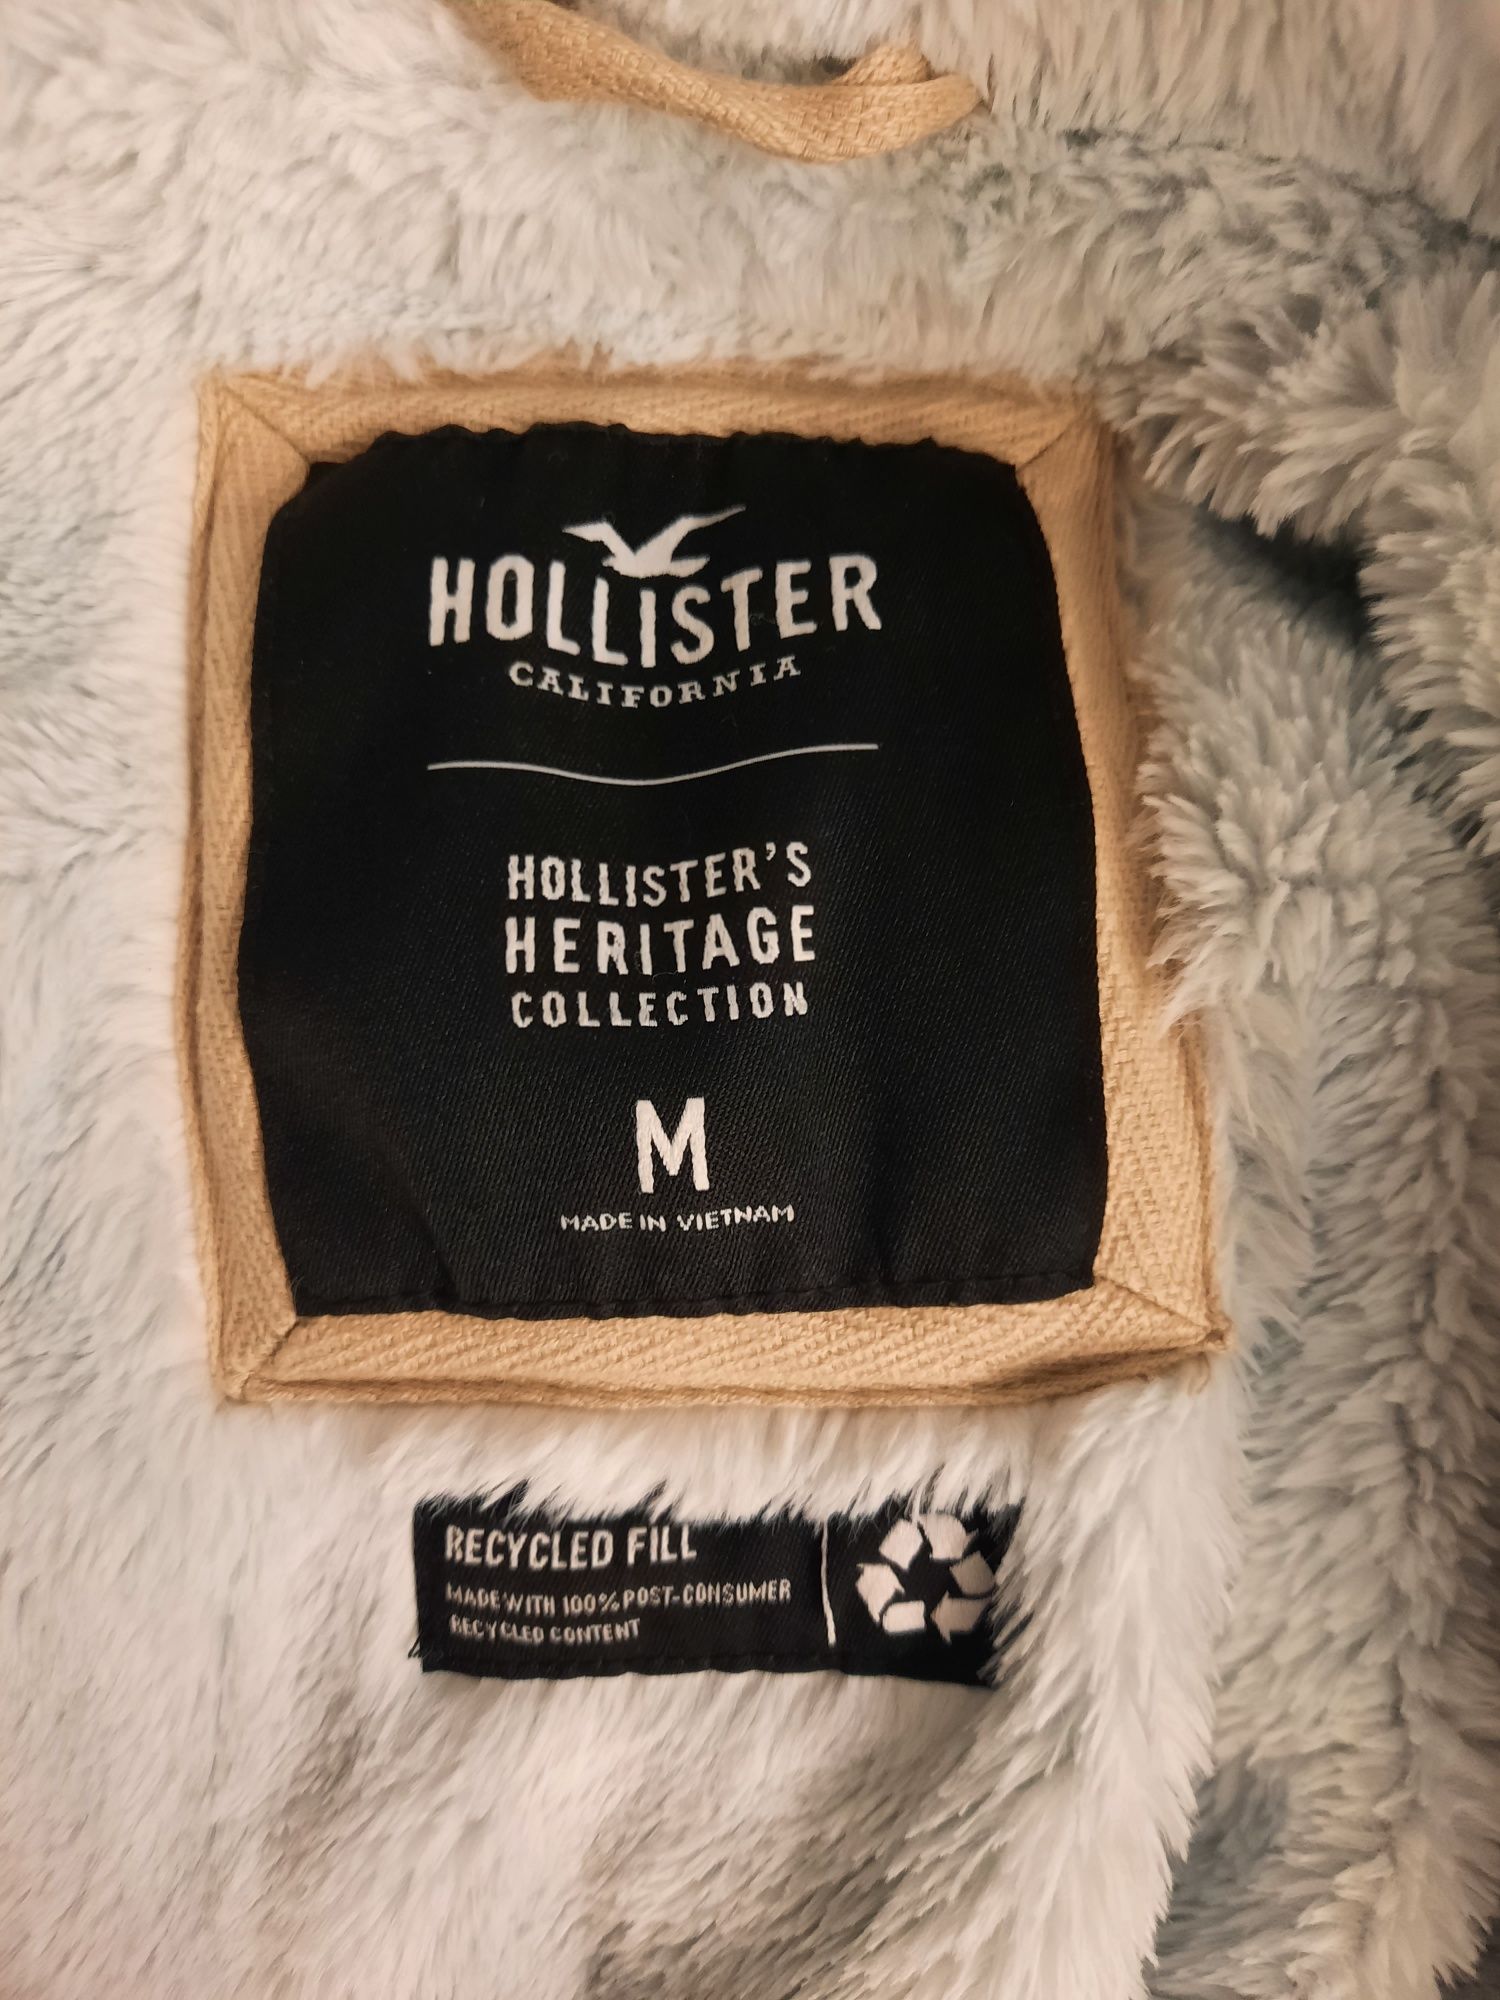 HOLLISTER
CALIFORNIA
HOLLISTER'S
HERITAGE
COLLECTION
M
MADE IN VIETNAM
RECYCLED FILL
MADE WITH 100% POST-CONSUMER
RECYCLED CONTENT